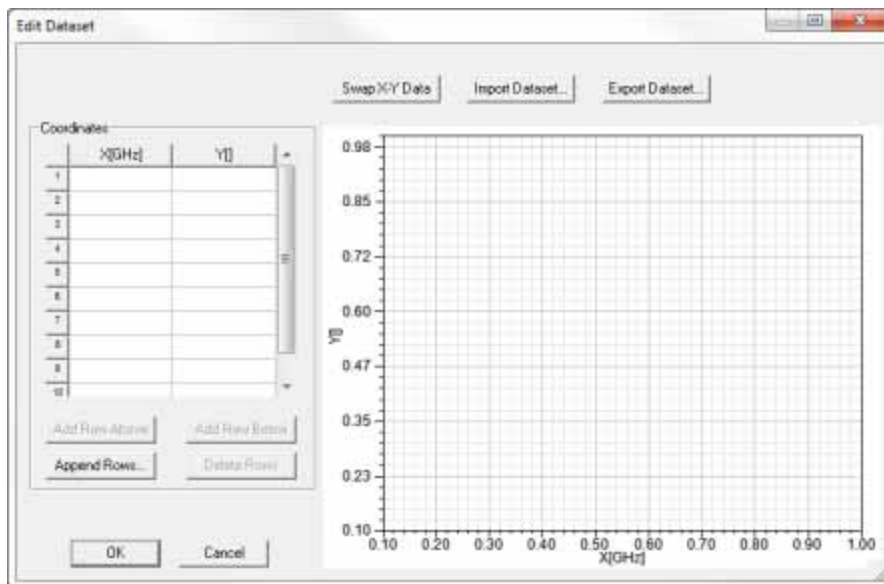 Edit Dataset
Swap X-Y Data
Import Dataset...
Export Dataset...
Coordinates
X[GHz] Y[]
1
2
3
4
5
6
7
8
9
10
Add Row Above
Add Row Below
Append Rows...
Delete Rows
OK
Cancel
0.98
0.85
0.72
0.60
0.47
0.35
0.23
0.10
Y[]
0.10 0.20 0.30 0.40 0.50 0.60 0.70 0.80 0.90 1.00
X[GHz]